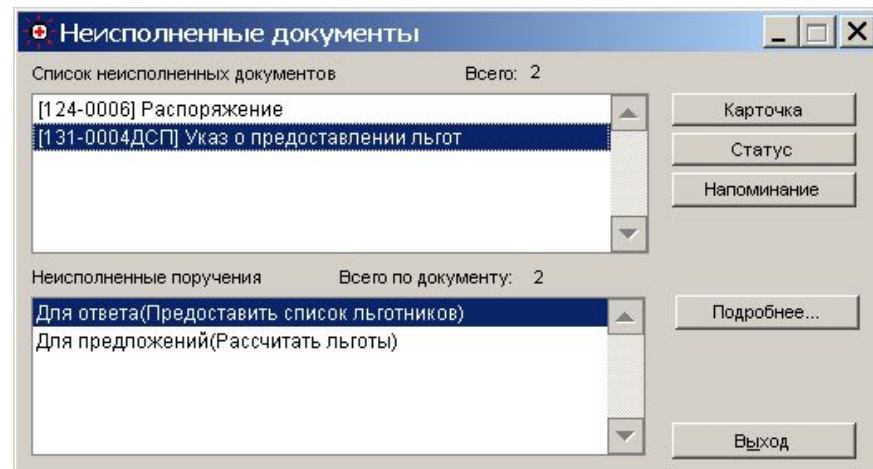 Неисполненные документы
Список неисполненных документов Всего: 2
[124-0006] Распоряжение
[131-0004ДСП] Указ о предоставлении льгот
Карточка
Статус
Напоминание
Неисполненные поручения Всего по документу: 2
Для ответа(Предоставить список льготников)
Для предложений(Рассчитать льготы)
Подробнее...
Выход